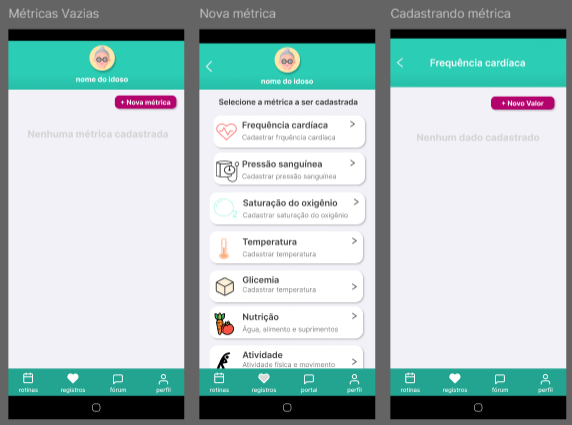 Métricas Vazias
nome do idoso
+ Nova métrica
Nenhuma métrica cadastrada
rotinas
registros
fórum
perfil
Nova métrica
nome do idoso
Selecione a métrica a ser cadastrada
Frequência cardíaca
Cadastrar frquência cardíaca
Pressão sanguínea
Cadastrar pressão sanguínea
Saturação do oxigênio
Cadastrar saturação do oxigênio
Temperatura
Cadastrar temperatura
Glicemia
Cadastrar temperatura
Nutrição
Água, alimento e suprimentos
Atividade
Atividade física e movimento
rotinas
registros
portal
perfil
Cadastrando métrica
Frequência cardíaca
+ Novo Valor
Nenhum dado cadastrado
rotinas
registros
fórum
perfil